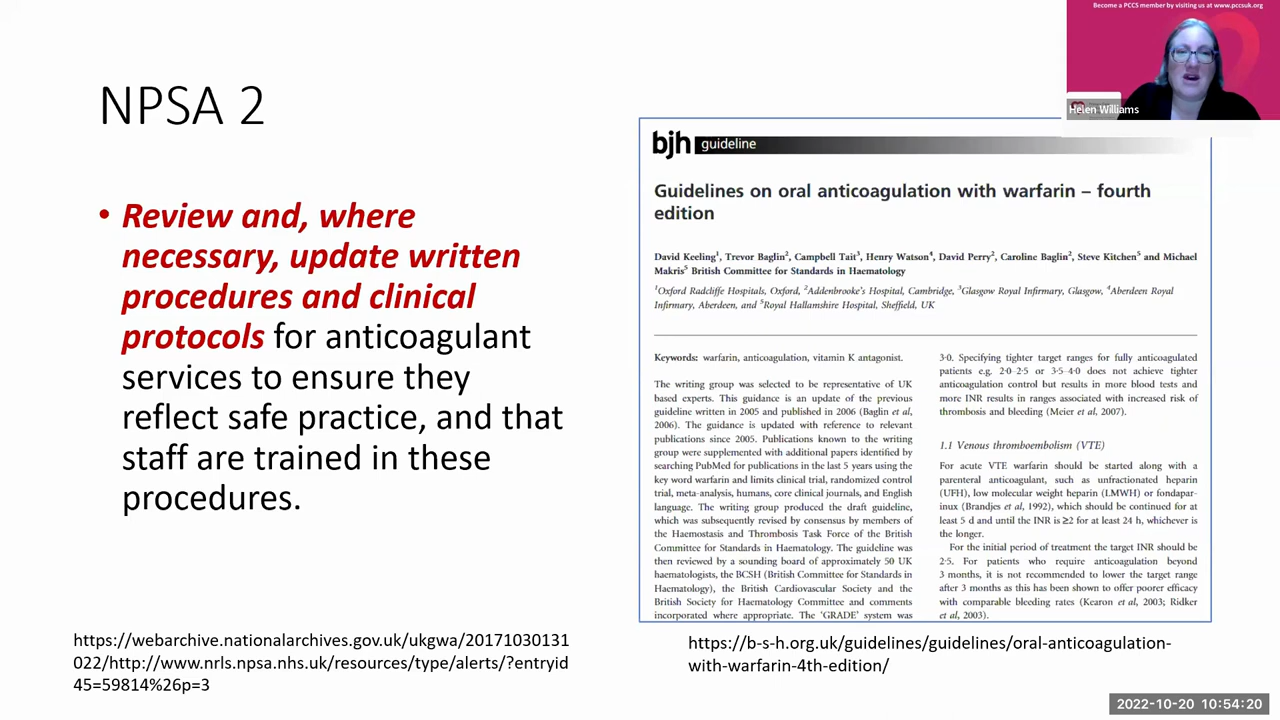 Become a PCCS member by visiting us at www.pccsuk.org
Helen Williams
NPSA 2
• Review and, where
necessary, update written
procedures and clinical
protocols for anticoagulant
services to ensure they
reflect safe practice, and that
staff are trained in these
procedures.
https://webarchive.nationalarchives.gov.uk/ukgwa/20171030131
022/http://www.nrls.npsa.nhs.uk/resources/type/alerts/?entryid
45=59814%26p=3
bjh guideline
Guidelines on oral anticoagulation with warfarin – fourth
edition
David Keeling¹, Trevor Baglin², Campbell Tait³, Henry Watson⁴, David Perry², Caroline Baglin², Steve Kitchen⁵ and Michael
Makris⁵ British Committee for Standards in Haematology
¹Oxford Radcliffe Hospitals, Oxford, ²Addenbrooke's Hospital, Cambridge, ³Glasgow Royal Infirmary, Glasgow, ⁴Aberdeen Royal
Infirmary, Aberdeen, and ⁵Royal Hallamshire Hospital, Sheffield, UK
Keywords: warfarin, anticoagulation, vitamin K antagonist.
The writing group was selected to be representative of UK
based experts. This guidance is an update of the previous
guideline written in 2005 and published in 2006 (Baglin et al,
2006). The guidance is updated with reference to relevant
publications since 2005. Publications known to the writing
group were supplemented with additional papers identified by
searching PubMed for publications in the last 5 years using the
key word warfarin and limits clinical trial, randomized control
trial, meta-analysis, humans, core clinical journals, and English
language. The writing group produced the draft guideline,
which was subsequently revised by consensus by members of
the Haemostasis and Thrombosis Task Force of the British
Committee for Standards in Haematology. The guideline was
then reviewed by a sounding board of approximately 50 UK
haematologists, the BCSH (British Committee for Standards in
Haematology), the British Cardiovascular Society and the
British Society for Haematology Committee and comments
incorporated where appropriate. The 'GRADE' system was
3·0. Specifying tighter target ranges for fully anticoagulated
patients e.g. 2·0–2·5 or 3·5–4·0 does not achieve tighter
anticoagulation control but results in more blood tests and
more INR results in ranges associated with increased risk of
thrombosis and bleeding (Meier et al, 2007).
1.1 Venous thromboembolism (VTE)
For acute VTE warfarin should be started along with a
parenteral anticoagulant, such as unfractionated heparin
(UFH), low molecular weight heparin (LMWH) or fondapar-
inux (Brandjes et al, 1992), which should be continued for at
least 5 d and until the INR is ≥2 for at least 24 h, whichever is
the longer.
For the initial period of treatment the target INR should be
2·5. For patients who require anticoagulation beyond
3 months, it is not recommended to lower the target range
after 3 months as this has been shown to offer poorer efficacy
with comparable bleeding rates (Kearon et al, 2003; Ridker
et al, 2003).
https://b-s-h.org.uk/guidelines/guidelines/oral-anticoagulation-
with-warfarin-4th-edition/
2022-10-20 10:54:20